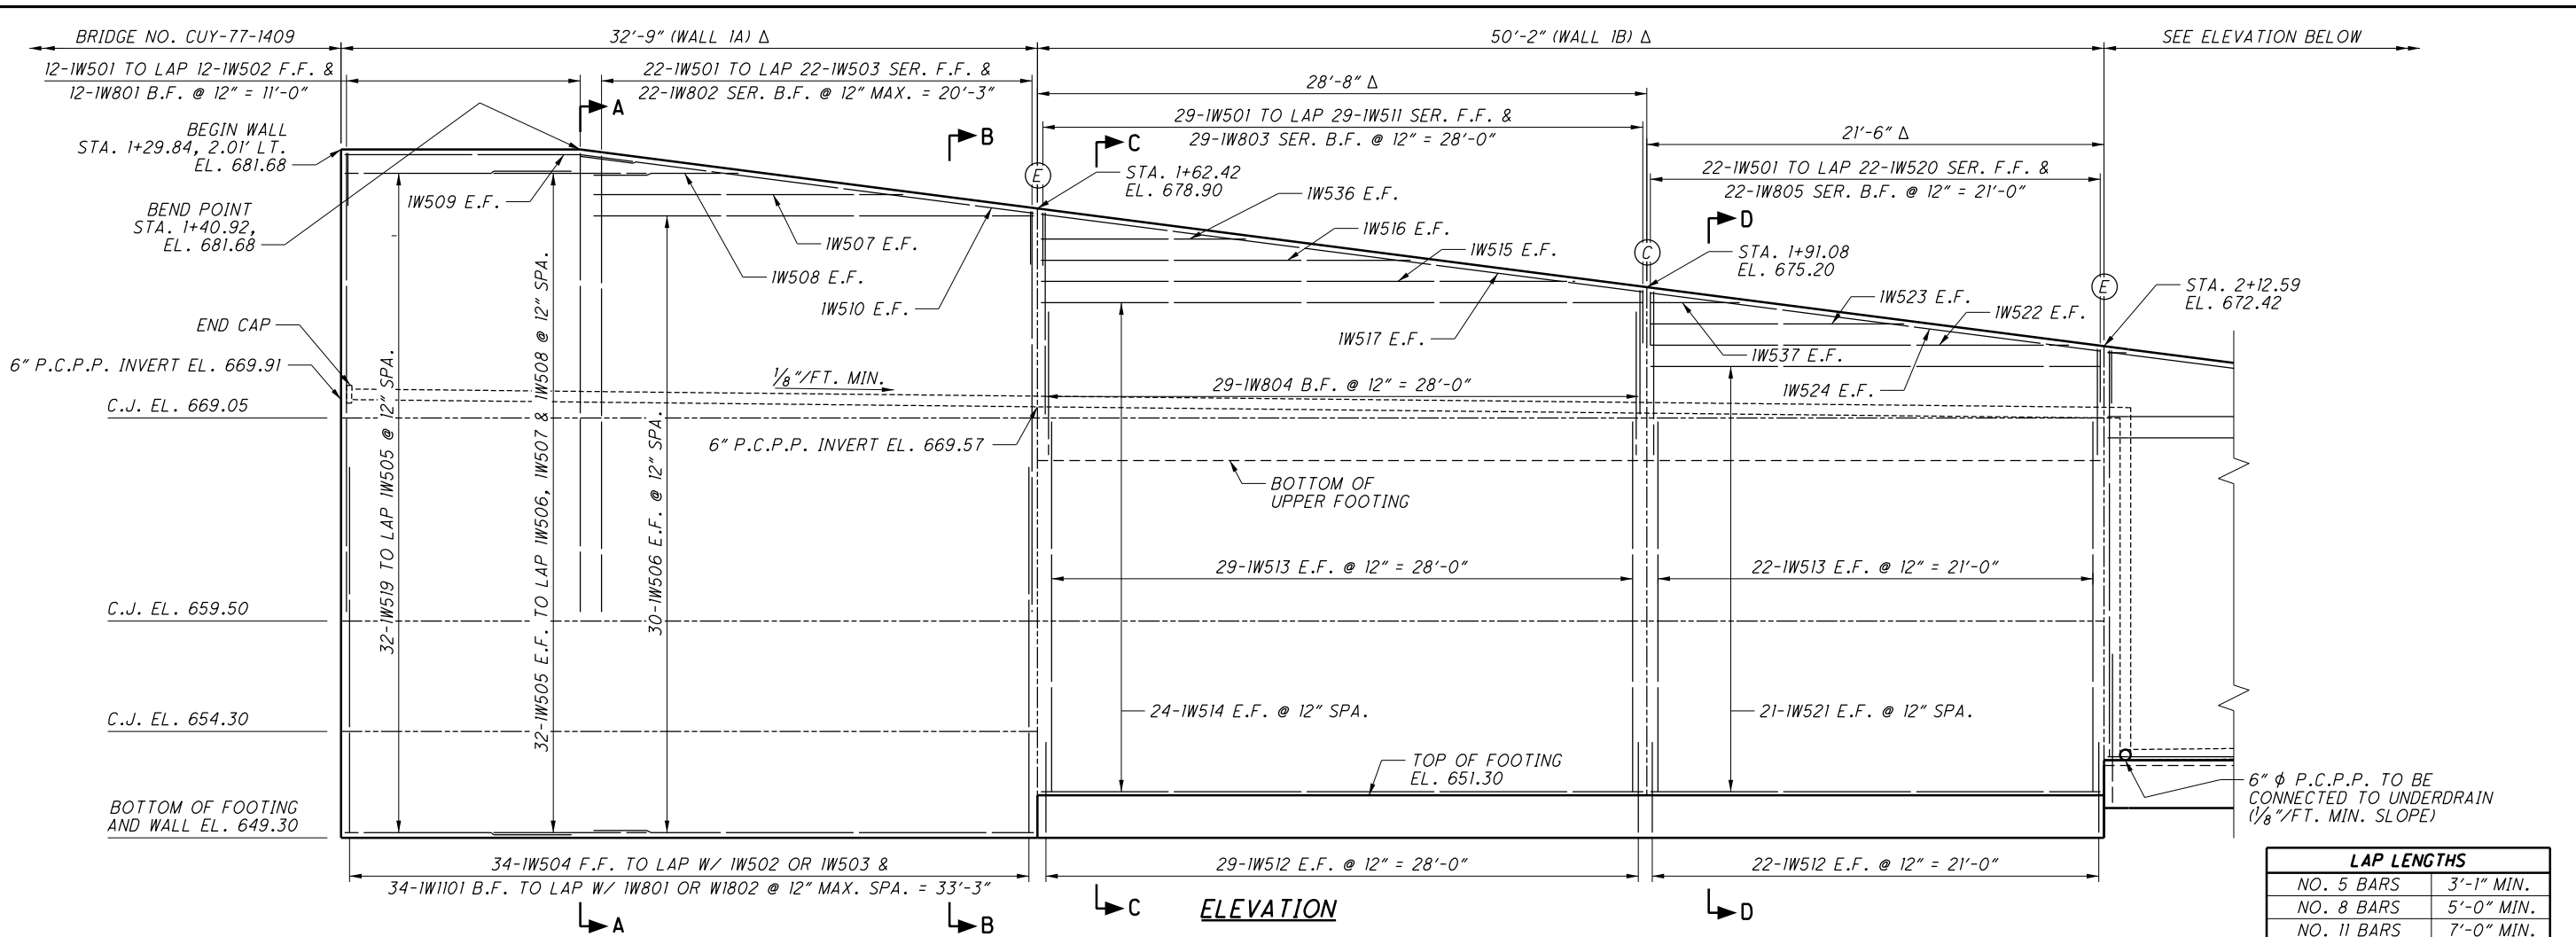 BRIDGE NO. CUY-77-1409
32'-9" (WALL 1A) Δ
50'-2" (WALL 1B) Δ
SEE ELEVATION BELOW
12-1W501 TO LAP 12-1W502 F.F. &
12-1W801 B.F. @ 12" = 11'-0"
22-1W501 TO LAP 22-1W503 SER. F.F. &
22-1W802 SER. B.F. @ 12" MAX. = 20'-3"
28'-8" Δ
29-1W501 TO LAP 29-1W511 SER. F.F. &
29-1W803 SER. B.F. @ 12" = 28'-0"
21'-6" Δ
22-1W501 TO LAP 22-1W520 SER. F.F. &
22-1W805 SER. B.F. @ 12" = 21'-0"
A
B
C
D
BEGIN WALL
STA. 1+29.84, 2.01' LT.
EL. 681.68
BEND POINT
STA. 1+40.92,
EL. 681.68
E
STA. 1+62.42
EL. 678.90
C
STA. 1+91.08
EL. 675.20
E
STA. 2+12.59
EL. 672.42
1W509 E.F.
1W507 E.F.
1W508 E.F.
1W510 E.F.
1W536 E.F.
1W516 E.F.
1W515 E.F.
1W517 E.F.
1W523 E.F.
1W522 E.F.
1W537 E.F.
1W524 E.F.
END CAP
6" P.C.P.P. INVERT EL. 669.91
1/8"/FT. MIN.
29-1W804 B.F. @ 12" = 28'-0"
C.J. EL. 669.05
6" P.C.P.P. INVERT EL. 669.57
BOTTOM OF
UPPER FOOTING
32-1W519 TO LAP 1W505 @ 12" SPA.
32-1W505 E.F. TO LAP 1W506, 1W507 & 1W508 @ 12" SPA.
30-1W506 E.F. @ 12" SPA.
29-1W513 E.F. @ 12" = 28'-0"
22-1W513 E.F. @ 12" = 21'-0"
C.J. EL. 659.50
C.J. EL. 654.30
24-1W514 E.F. @ 12" SPA.
21-1W521 E.F. @ 12" SPA.
TOP OF FOOTING
EL. 651.30
BOTTOM OF FOOTING
AND WALL EL. 649.30
6" ϕ P.C.P.P. TO BE
CONNECTED TO UNDERDRAIN
(1/8"/FT. MIN. SLOPE)
34-1W504 F.F. TO LAP W/ 1W502 OR 1W503 &
34-1W1101 B.F. TO LAP W/ 1W801 OR W1802 @ 12" MAX. SPA. = 33'-3"
29-1W512 E.F. @ 12" = 28'-0"
22-1W512 E.F. @ 12" = 21'-0"
A
B
C
D
ELEVATION
LAP LENGTHS
NO. 5 BARS 3'-1" MIN.
NO. 8 BARS 5'-0" MIN.
NO. 11 BARS 7'-0" MIN.